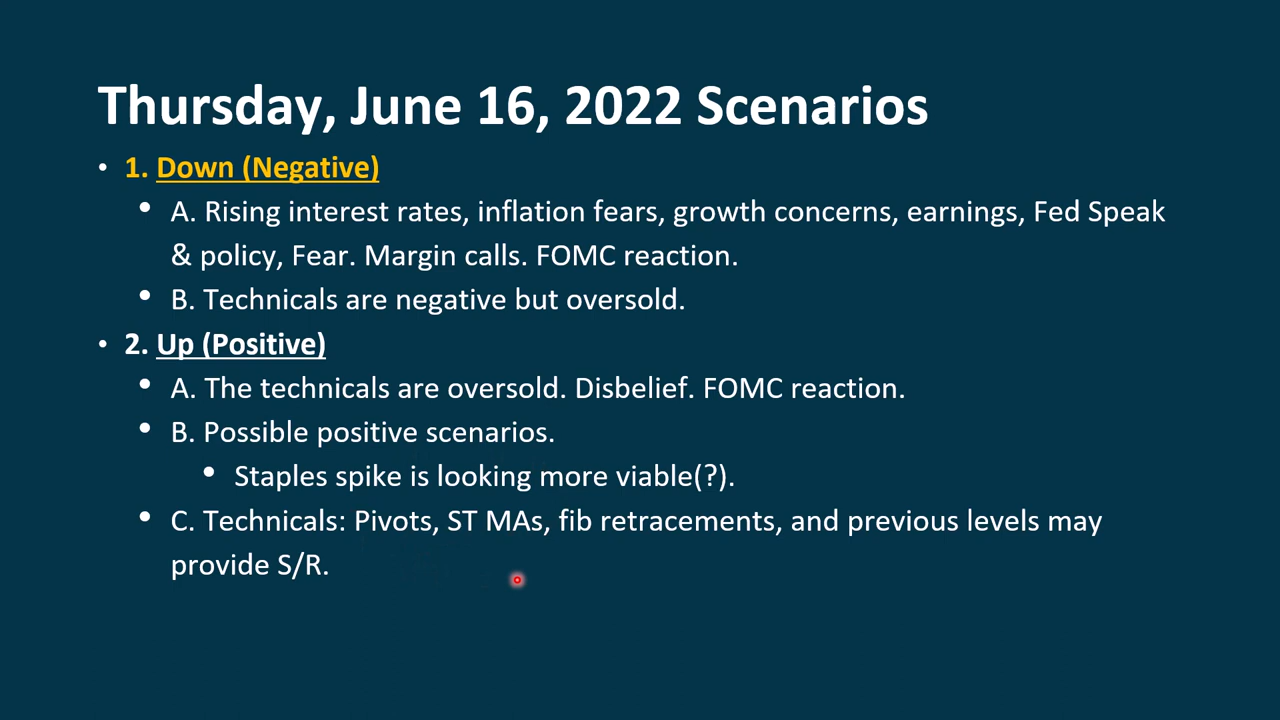 Thursday, June 16, 2022 Scenarios
• 1. Down (Negative)
• A. Rising interest rates, inflation fears, growth concerns, earnings, Fed Speak
& policy, Fear. Margin calls. FOMC reaction.
• B. Technicals are negative but oversold.
• 2. Up (Positive)
• A. The technicals are oversold. Disbelief. FOMC reaction.
• B. Possible positive scenarios.
• Staples spike is looking more viable(?).
• C. Technicals: Pivots, ST MAs, fib retracements, and previous levels may
provide S/R.